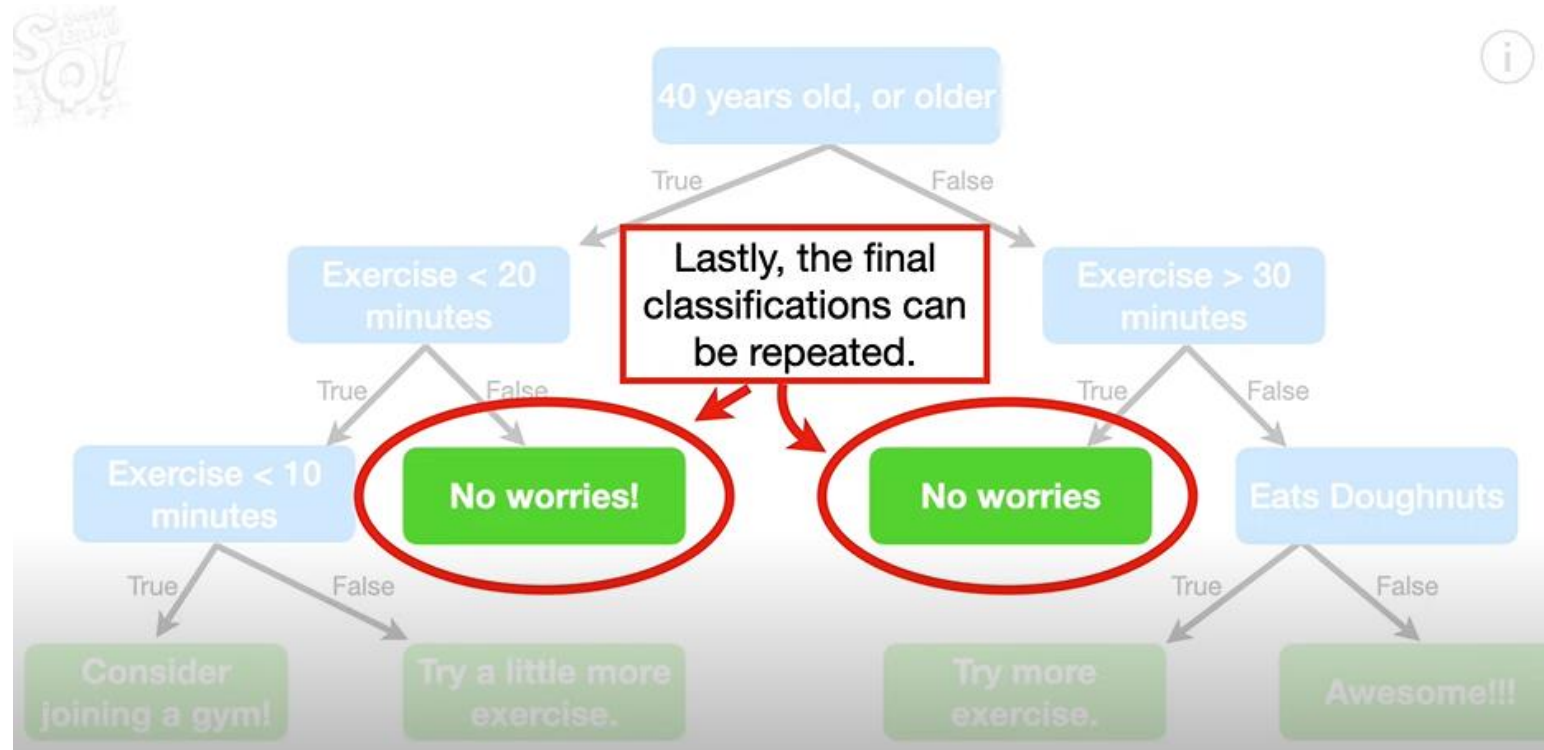 40 years old, or older
True
False
Exercise < 20
minutes
Lastly, the final
classifications can
be repeated.
Exercise > 30
minutes
True
False
True
False
Exercise < 10
minutes
No worries!
No worries
Eats Doughnuts
True
False
True
False
Consider
joining a gym!
Try a little more
exercise.
Try more
exercise.
Awesome!!!
i